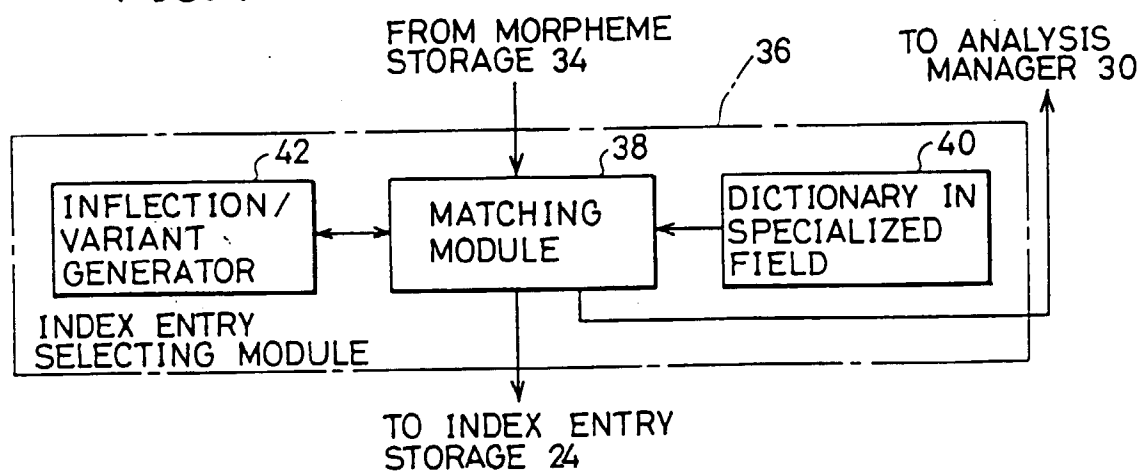 FROM MORPHEME
STORAGE 34
TO ANALYSIS
MANAGER 30
36
42
38
40
INFLECTION/
VARIANT
GENERATOR
MATCHING
MODULE
DICTIONARY IN
SPECIALIZED
FIELD
INDEX ENTRY
SELECTING MODULE
TO INDEX ENTRY
STORAGE 24